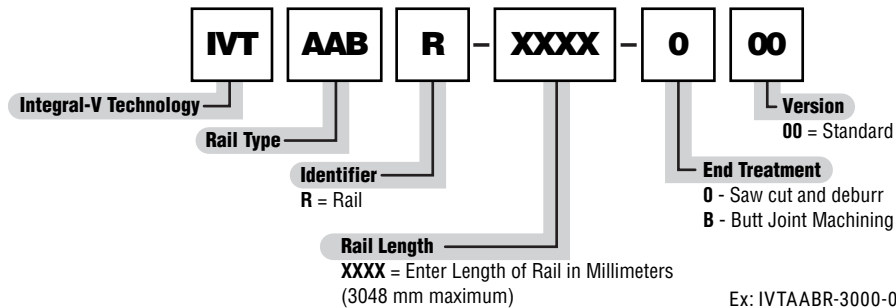 IVT AAB R - XXXX - 0 00
Integral-V Technology
Rail Type
Identifier
R = Rail
Rail Length
XXXX = Enter Length of Rail in Millimeters
(3048 mm maximum)
Version
00 = Standard
End Treatment
0 - Saw cut and deburr
B - Butt Joint Machining
Ex: IVTAABR-3000-0